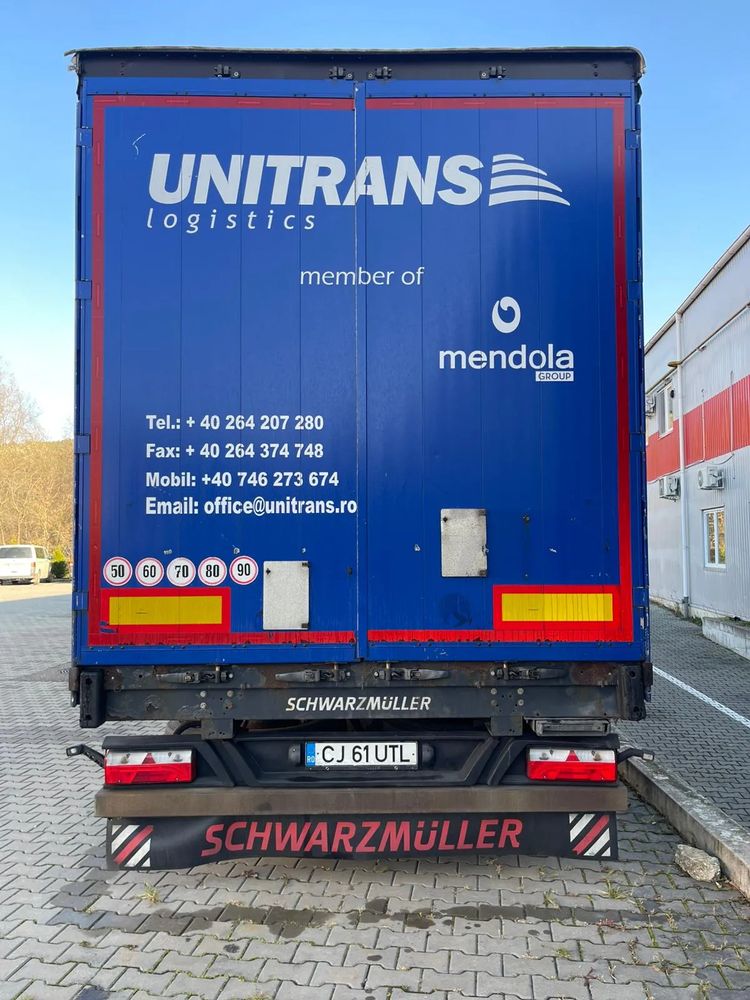 UNITRANS
logistics
member of
mendola
GROUP
Tel.: + 40 264 207 280
Fax: + 40 264 374 748
Mobil: +40 746 273 674
Email: office@unitrans.ro
50 60 70 80 90
SCHWARZMÜLLER
RO CJ 61 UTL
SCHWARZMÜLLER